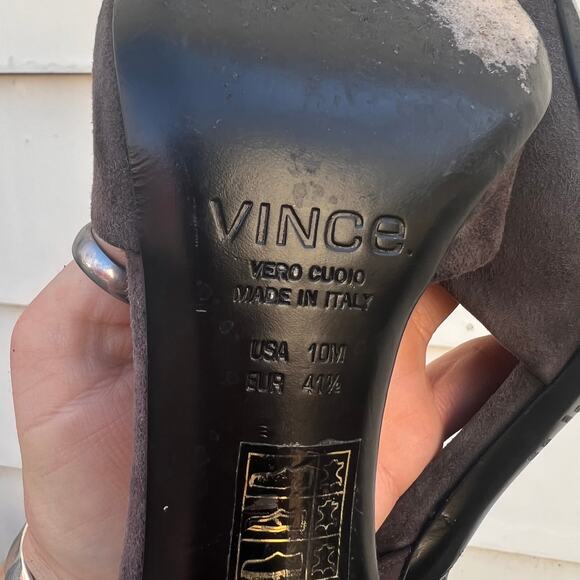 VINCe.
VERO CUOIO
MADE IN ITALY
USA 10M
EUR 41½